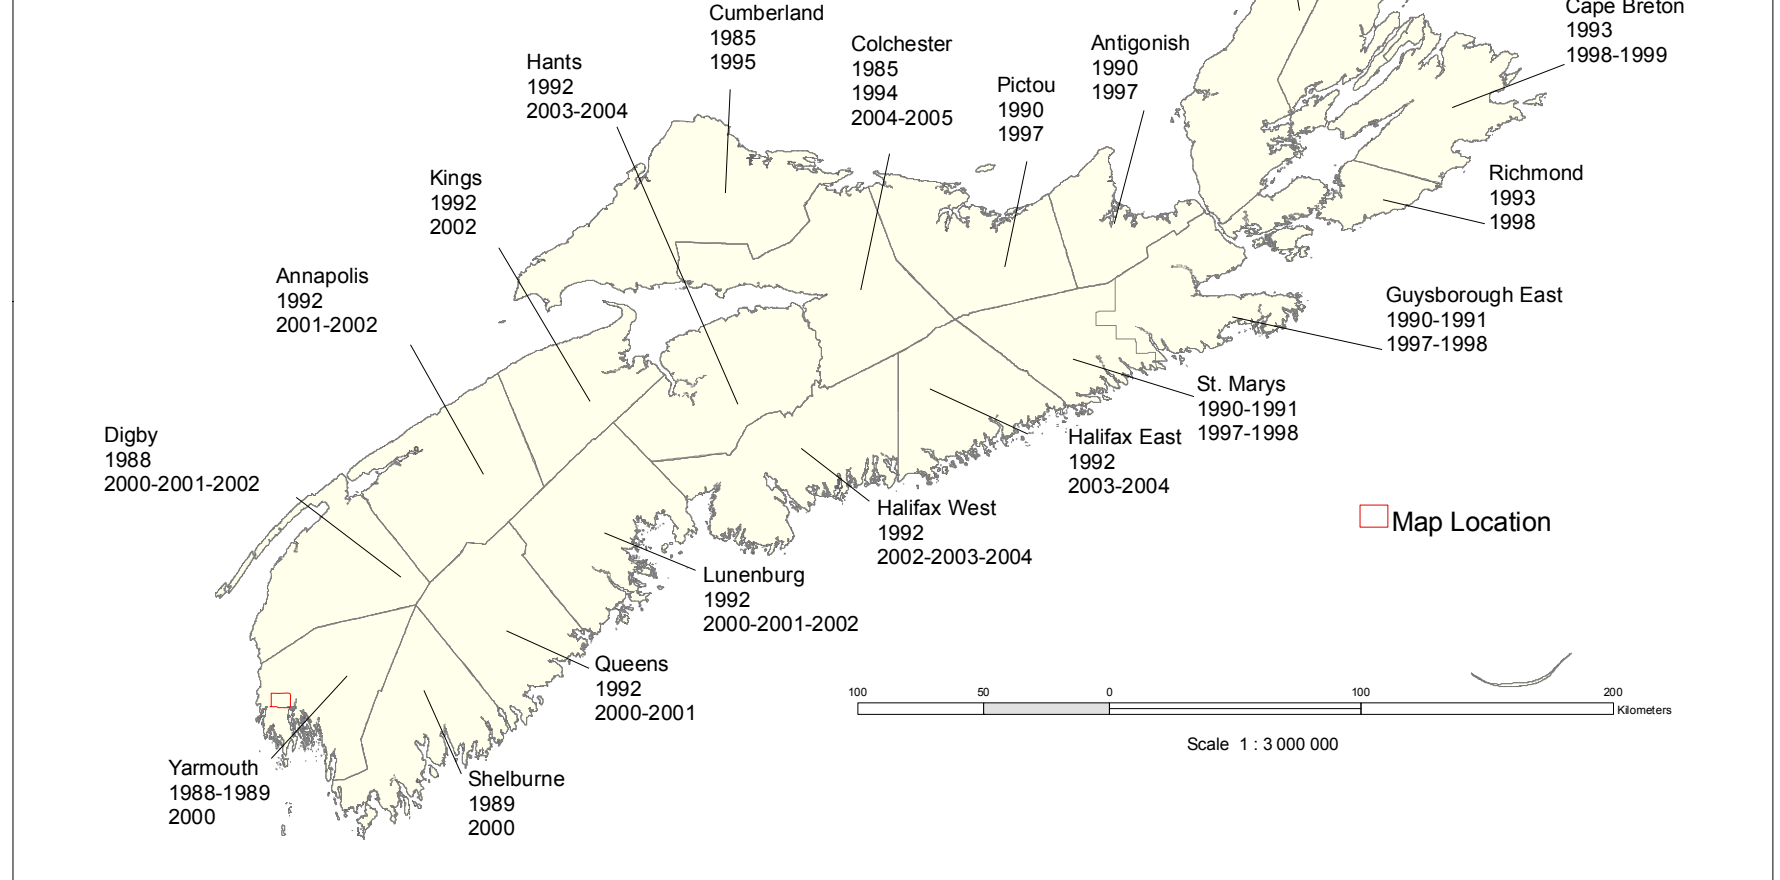 Cumberland
1985
1995
Cape Breton
1993
1998-1999
Hants
1992
2003-2004
Colchester
1985
1994
2004-2005
Antigonish
1990
1997
Pictou
1990
1997
Kings
1992
2002
Richmond
1993
1998
Annapolis
1992
2001-2002
Guysborough East
1990-1991
1997-1998
St. Marys
1990-1991
1997-1998
Digby
1988
2000-2001-2002
Halifax East
1992
2003-2004
Halifax West
1992
2002-2003-2004
Map Location
Lunenburg
1992
2000-2001-2002
Queens
1992
2000-2001
Yarmouth
1988-1989
2000
Shelburne
1989
2000
100 50 0 100 200
Kilometers
Scale 1 : 3 000 000